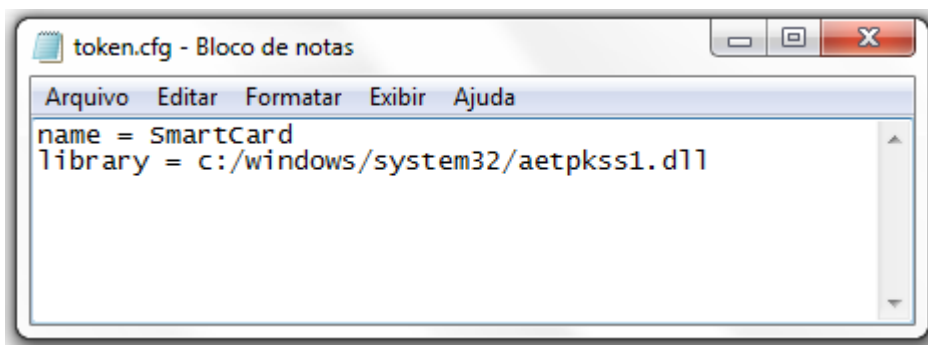 token.cfg - Bloco de notas
Arquivo Editar Formatar Exibir Ajuda
name = SmartCard
library = c:/windows/system32/aetpkss1.dll